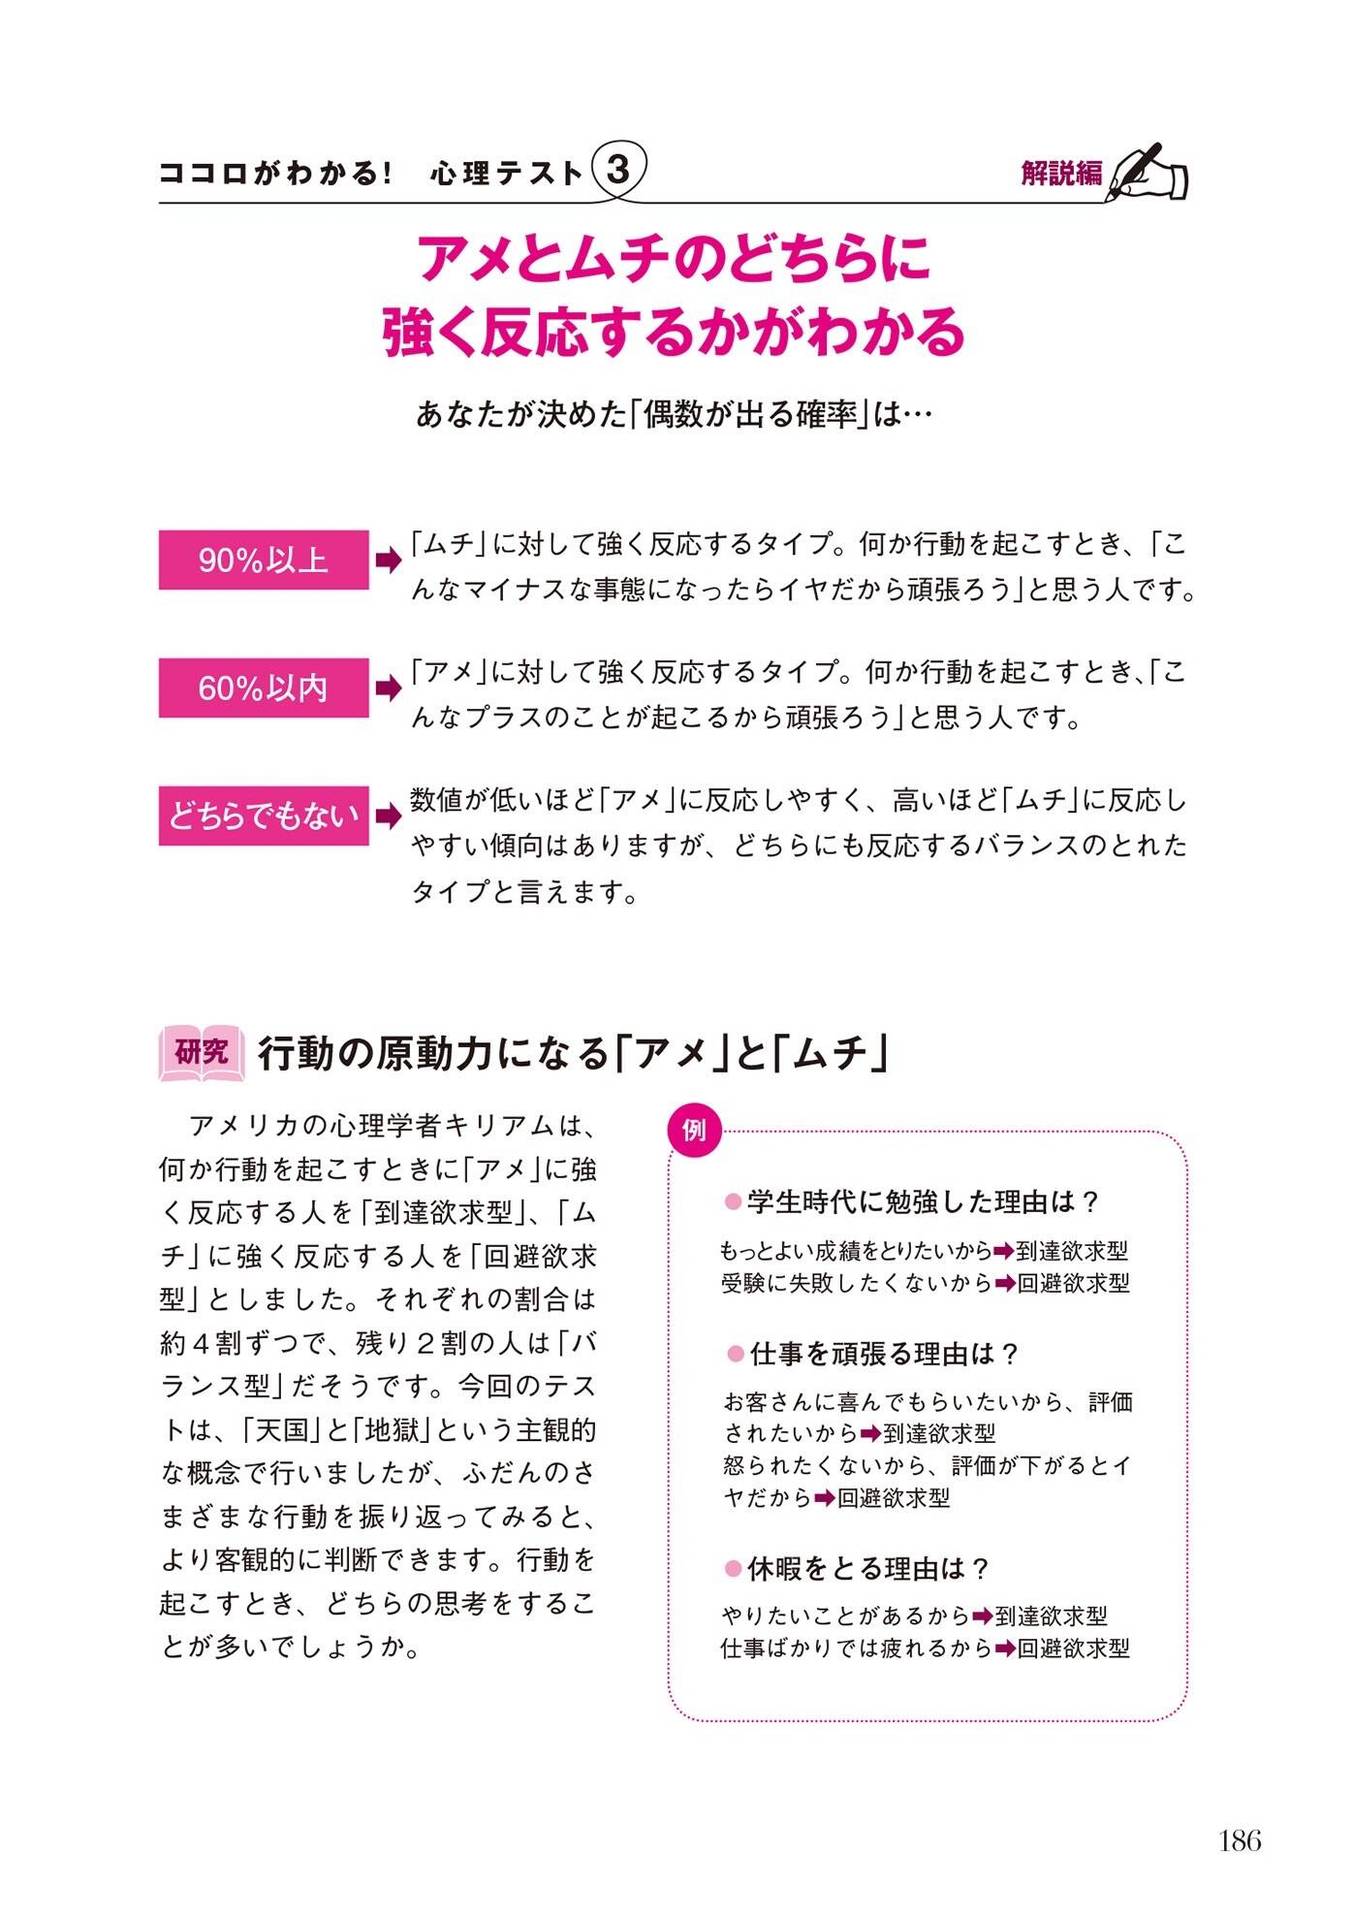 ココロがわかる！ 心理テスト 3
解説編
アメとムチのどちらに
強く反応するかがわかる
あなたが決めた「偶数が出る確率」は…
90%以上
「ムチ」に対して強く反応するタイプ。何か行動を起こすとき、「こ
んなマイナスな事態になったらイヤだから頑張ろう」と思う人です。
60%以内
「アメ」に対して強く反応するタイプ。何か行動を起こすとき、「こ
んなプラスのことが起こるから頑張ろう」と思う人です。
どちらでもない
数値が低いほど「アメ」に反応しやすく、高いほど「ムチ」に反応し
やすい傾向はありますが、どちらにも反応するバランスのとれた
タイプと言えます。
研究 行動の原動力になる「アメ」と「ムチ」
アメリカの心理学者キリアムは、
何か行動を起こすときに「アメ」に強
く反応する人を「到達欲求型」、「ム
チ」に強く反応する人を「回避欲求
型」としました。それぞれの割合は
約４割ずつで、残り２割の人は「バ
ランス型」だそうです。今回のテス
トは、「天国」と「地獄」という主観的
な概念で行いましたが、ふだんのさ
まざまな行動を振り返ってみると、
より客観的に判断できます。行動を
起こすとき、どちらの思考をするこ
とが多いでしょうか。
例
●学生時代に勉強した理由は？
もっとよい成績をとりたいから➡到達欲求型
受験に失敗したくないから➡回避欲求型
●仕事を頑張る理由は？
お客さんに喜んでもらいたいから、評価
されたいから➡到達欲求型
怒られたくないから、評価が下がるとイ
ヤだから➡回避欲求型
●休暇をとる理由は？
やりたいことがあるから➡到達欲求型
仕事ばかりでは疲れるから➡回避欲求型
186